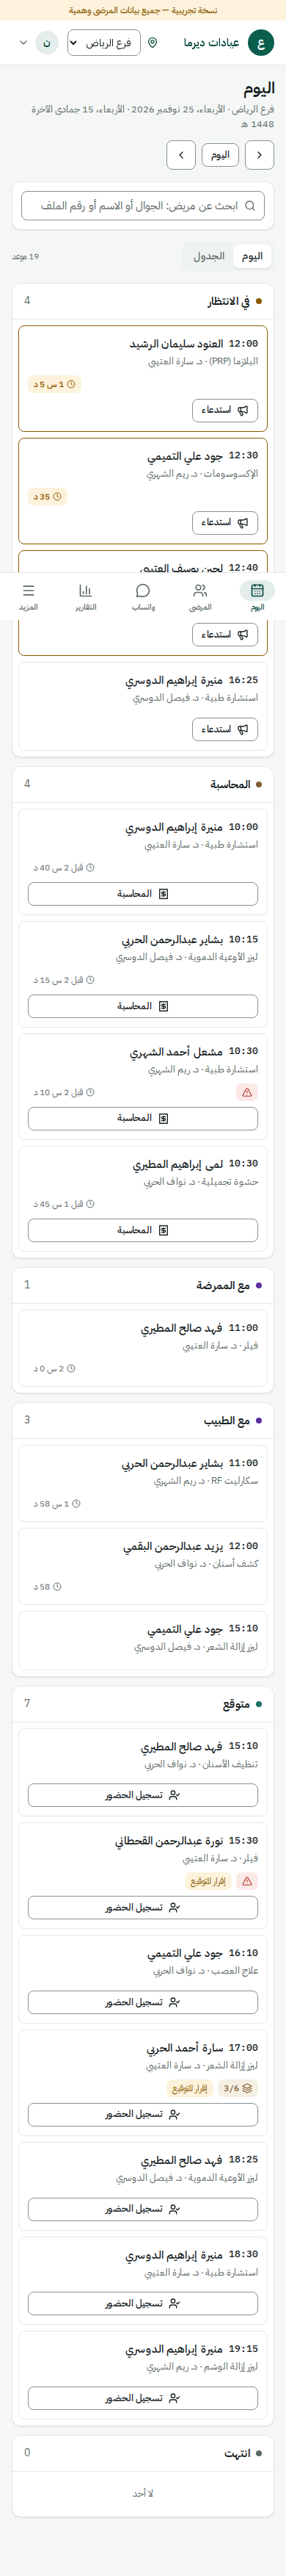 نسخة تجريبية — جميع بيانات المرضى وهمية
ع
عيادات ديرما
فرع الرياض
ن
اليوم
فرع الرياض · الأربعاء، 25 نوفمبر 2026 · الأربعاء، 15 جمادى الآخرة 1448 هـ
اليوم
ابحث عن مريض: الجوال أو الاسم أو رقم الملف
اليوم
الجدول
19 موعد
في الانتظار
4
12:00 العنود سليمان الرشيد
البلازما (PRP) · د. سارة العتيبي
1 س 5 د
استدعاء
12:30 جود علي التميمي
الإكسوسومات · د. ريم الشهري
35 د
استدعاء
12:40 لجين يوسف العتيبي
اليوم
المرضى
واتساب
التقارير
المزيد
استدعاء
16:25 منيرة إبراهيم الدوسري
استشارة طبية · د. فيصل الدوسري
استدعاء
المحاسبة
4
10:00 منيرة إبراهيم الدوسري
استشارة طبية · د. سارة العتيبي
قبل 2 س 40 د
المحاسبة
10:15 بشاير عبدالرحمن الحربي
ليزر الأوعية الدموية · د. فيصل الدوسري
قبل 2 س 15 د
المحاسبة
10:30 مشعل أحمد الشهري
استشارة طبية · د. ريم الشهري
قبل 2 س 10 د
المحاسبة
10:30 لمى إبراهيم المطيري
حشوة تجميلية · د. نواف الحربي
قبل 1 س 45 د
المحاسبة
مع الممرضة
1
11:00 فهد صالح المطيري
فيلر · د. سارة العتيبي
2 س 0 د
مع الطبيب
3
11:00 بشاير عبدالرحمن الحربي
سكارليت RF · د. ريم الشهري
1 س 58 د
12:00 يزيد عبدالرحمن البقمي
كشف أسنان · د. نواف الحربي
58 د
15:10 جود علي التميمي
ليزر إزالة الشعر · د. فيصل الدوسري
متوقع
7
15:10 فهد صالح المطيري
تنظيف الأسنان · د. نواف الحربي
تسجيل الحضور
15:30 نورة عبدالرحمن القحطاني
فيلر · د. سارة العتيبي
إقرار للتوقيع
تسجيل الحضور
16:10 جود علي التميمي
علاج العصب · د. نواف الحربي
تسجيل الحضور
17:00 سارة أحمد الحربي
ليزر إزالة الشعر · د. سارة العتيبي
3/6
إقرار للتوقيع
تسجيل الحضور
18:25 فهد صالح المطيري
ليزر الأوعية الدموية · د. فيصل الدوسري
تسجيل الحضور
18:30 منيرة إبراهيم الدوسري
استشارة طبية · د. سارة العتيبي
تسجيل الحضور
19:15 منيرة إبراهيم الدوسري
ليزر إزالة الوشم · د. ريم الشهري
تسجيل الحضور
انتهت
0
لا أحد